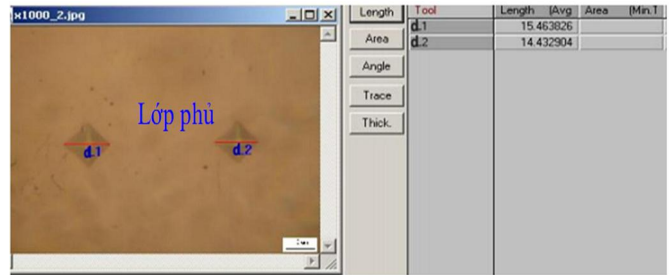 x1000_2.jpg
Lớp phủ
d.1
d.2
Length
Area
Angle
Trace
Thick.
Tool Length (Avg Area (Min.1
d.1 15.463826
d.2 14.432904